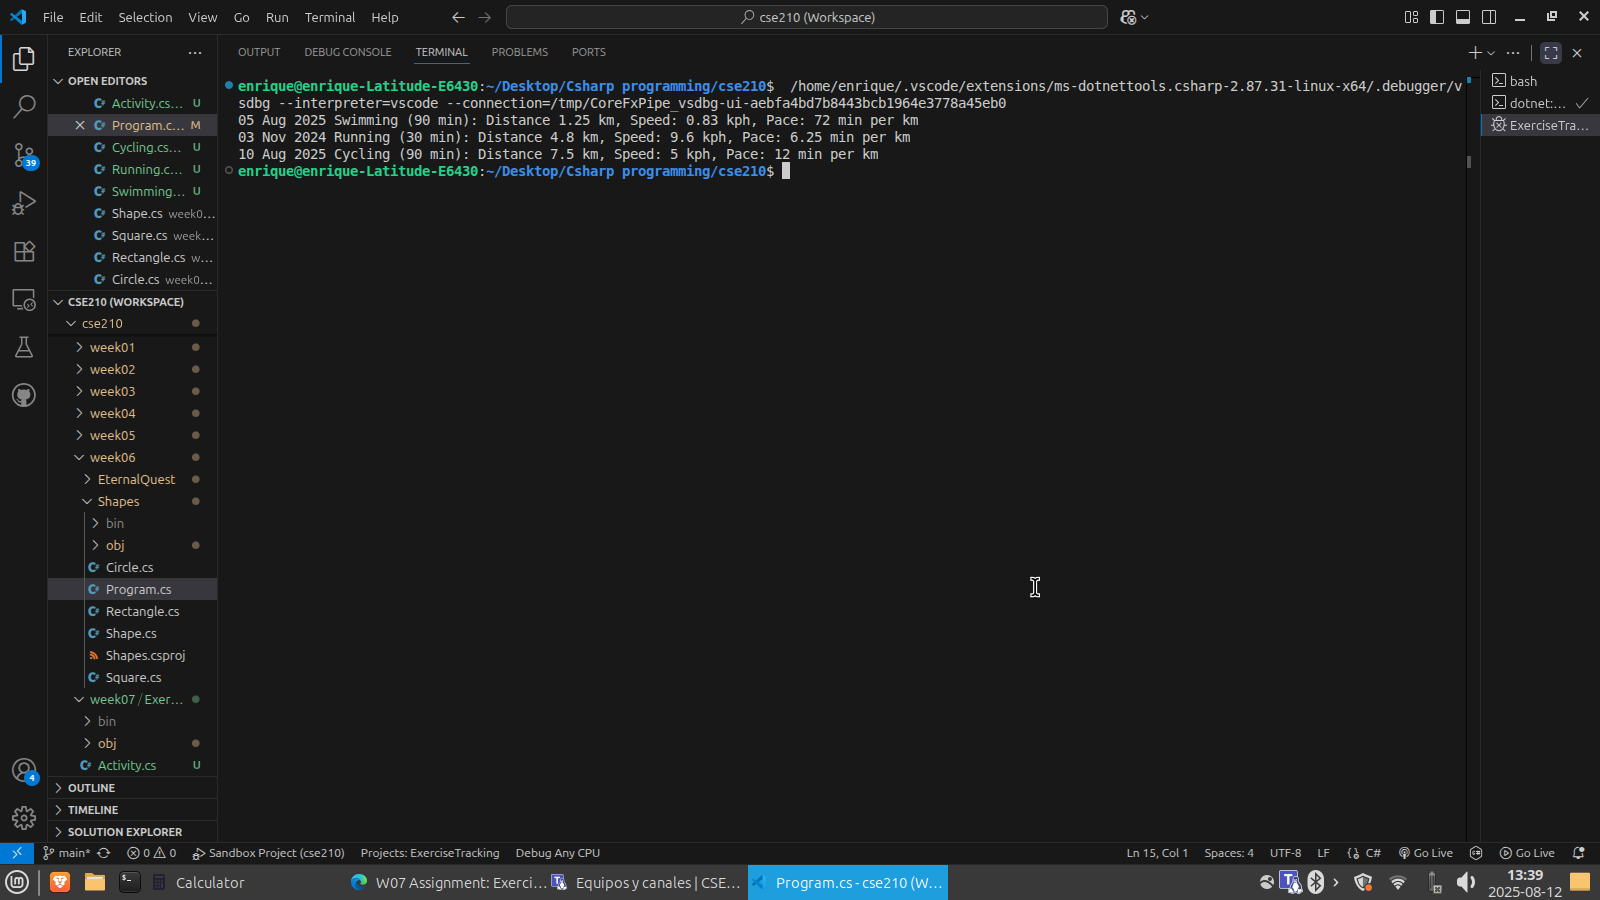 File Edit Selection View Go Run Terminal Help
cse210 (Workspace)
EXPLORER
OUTPUT DEBUG CONSOLE TERMINAL PROBLEMS PORTS
OPEN EDITORS
Activity.cs... U
Program.c... M
Cycling.cs... U
Running.c... U
Swimming... U
Shape.cs week0...
Square.cs week...
Rectangle.cs w...
Circle.cs week0...
CSE210 (WORKSPACE)
cse210
week01
week02
week03
week04
week05
week06
EternalQuest
Shapes
bin
obj
Circle.cs
Program.cs
Rectangle.cs
Shape.cs
Shapes.csproj
Square.cs
week07 / Exer...
bin
obj
Activity.cs U
OUTLINE
TIMELINE
SOLUTION EXPLORER
39
4
enrique@enrique-Latitude-E6430:~/Desktop/Csharp programming/cse210$ /home/enrique/.vscode/extensions/ms-dotnettools.csharp-2.87.31-linux-x64/.debugger/v
sdbg --interpreter=vscode --connection=/tmp/CoreFxPipe_vsdbg-ui-aebfa4bd7b8443bcb1964e3778a45eb0
05 Aug 2025 Swimming (90 min): Distance 1.25 km, Speed: 0.83 kph, Pace: 72 min per km
03 Nov 2024 Running (30 min): Distance 4.8 km, Speed: 9.6 kph, Pace: 6.25 min per km
10 Aug 2025 Cycling (90 min): Distance 7.5 km, Speed: 5 kph, Pace: 12 min per km
enrique@enrique-Latitude-E6430:~/Desktop/Csharp programming/cse210$
bash
dotnet:...
ExerciseTra...
main* 0 0 Sandbox Project (cse210) Projects: ExerciseTracking Debug Any CPU Ln 15, Col 1 Spaces: 4 UTF-8 LF C# Go Live Go Live
Calculator W07 Assignment: Exerci... Equipos y canales | CSE... Program.cs - cse210 (W... 13:39
2025-08-12